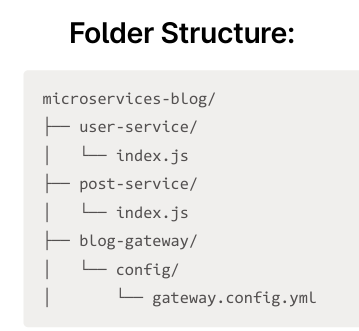 Folder Structure:
microservices-blog/
├── user-service/
│   └── index.js
├── post-service/
│   └── index.js
├── blog-gateway/
│   └── config/
│       └── gateway.config.yml